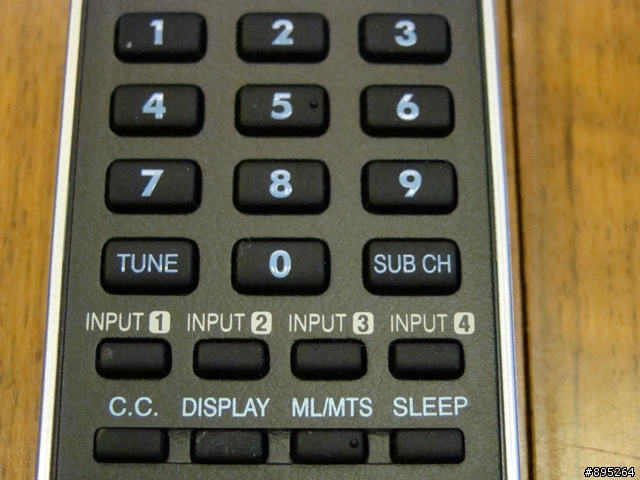 1 2 3
4 5 6
7 8 9
TUNE 0 SUB CH
INPUT 1 INPUT 2 INPUT 3 INPUT 4
C.C. DISPLAY ML/MTS SLEEP
#895264